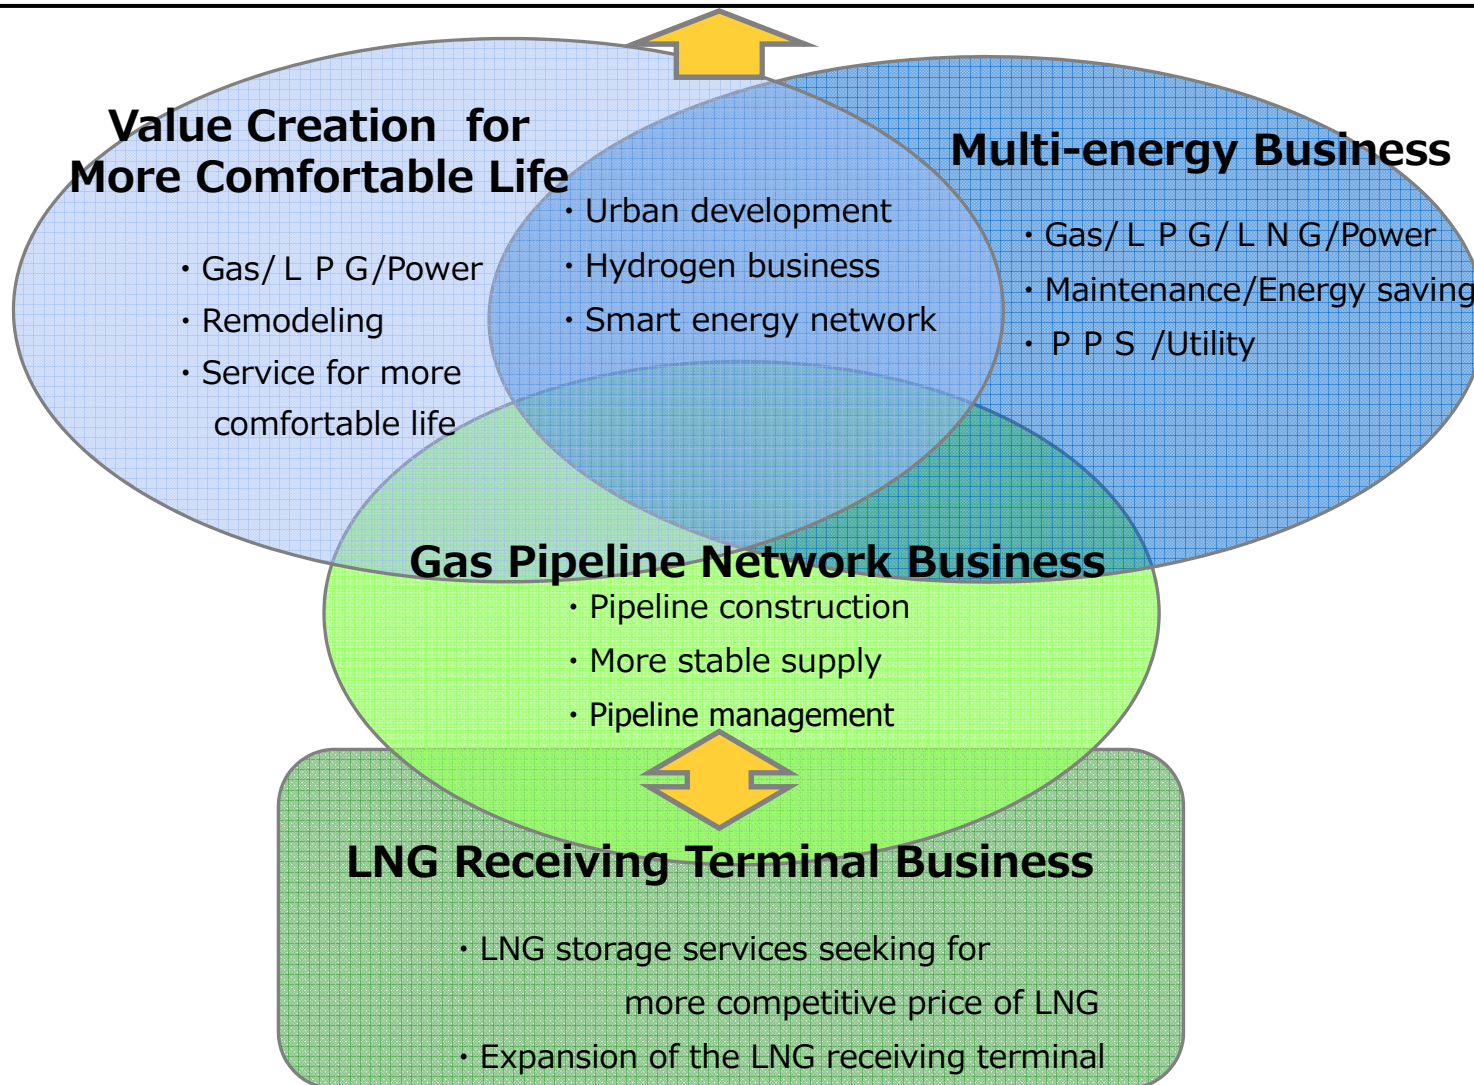 Value Creation for
More Comfortable Life
・Gas/ＬＰＧ/Power
・Remodeling
・Service for more
comfortable life
・Urban development
・Hydrogen business
・Smart energy network
Multi-energy Business
・Gas/ＬＰＧ/ＬＮＧ/Power
・Maintenance/Energy saving
・ＰＰＳ/Utility
Gas Pipeline Network Business
・Pipeline construction
・More stable supply
・Pipeline management
LNG Receiving Terminal Business
・LNG storage services seeking for
more competitive price of LNG
・Expansion of the LNG receiving terminal